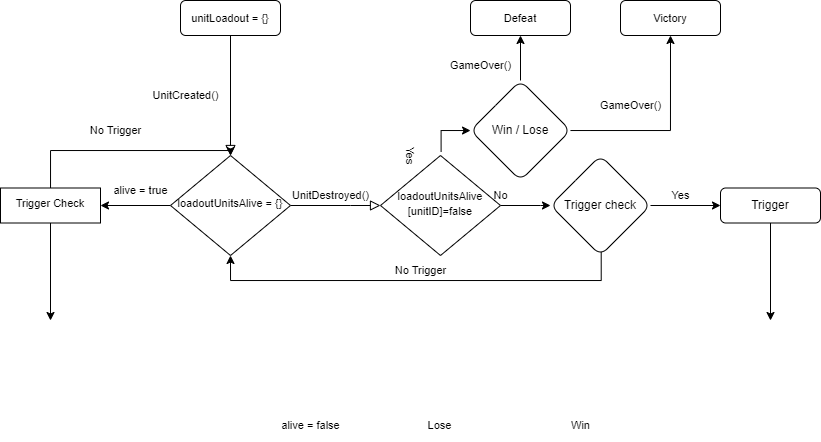 unitLoadout = {}
Defeat
Victory
GameOver()
UnitCreated()
GameOver()
No Trigger
Win / Lose
Yes
alive = true
UnitDestroyed()
loadoutUnitsAlive
[unitID]=false
No
Yes
Trigger Check
loadoutUnitsAlive = {}
Trigger check
Trigger
No Trigger
alive = false
Lose
Win